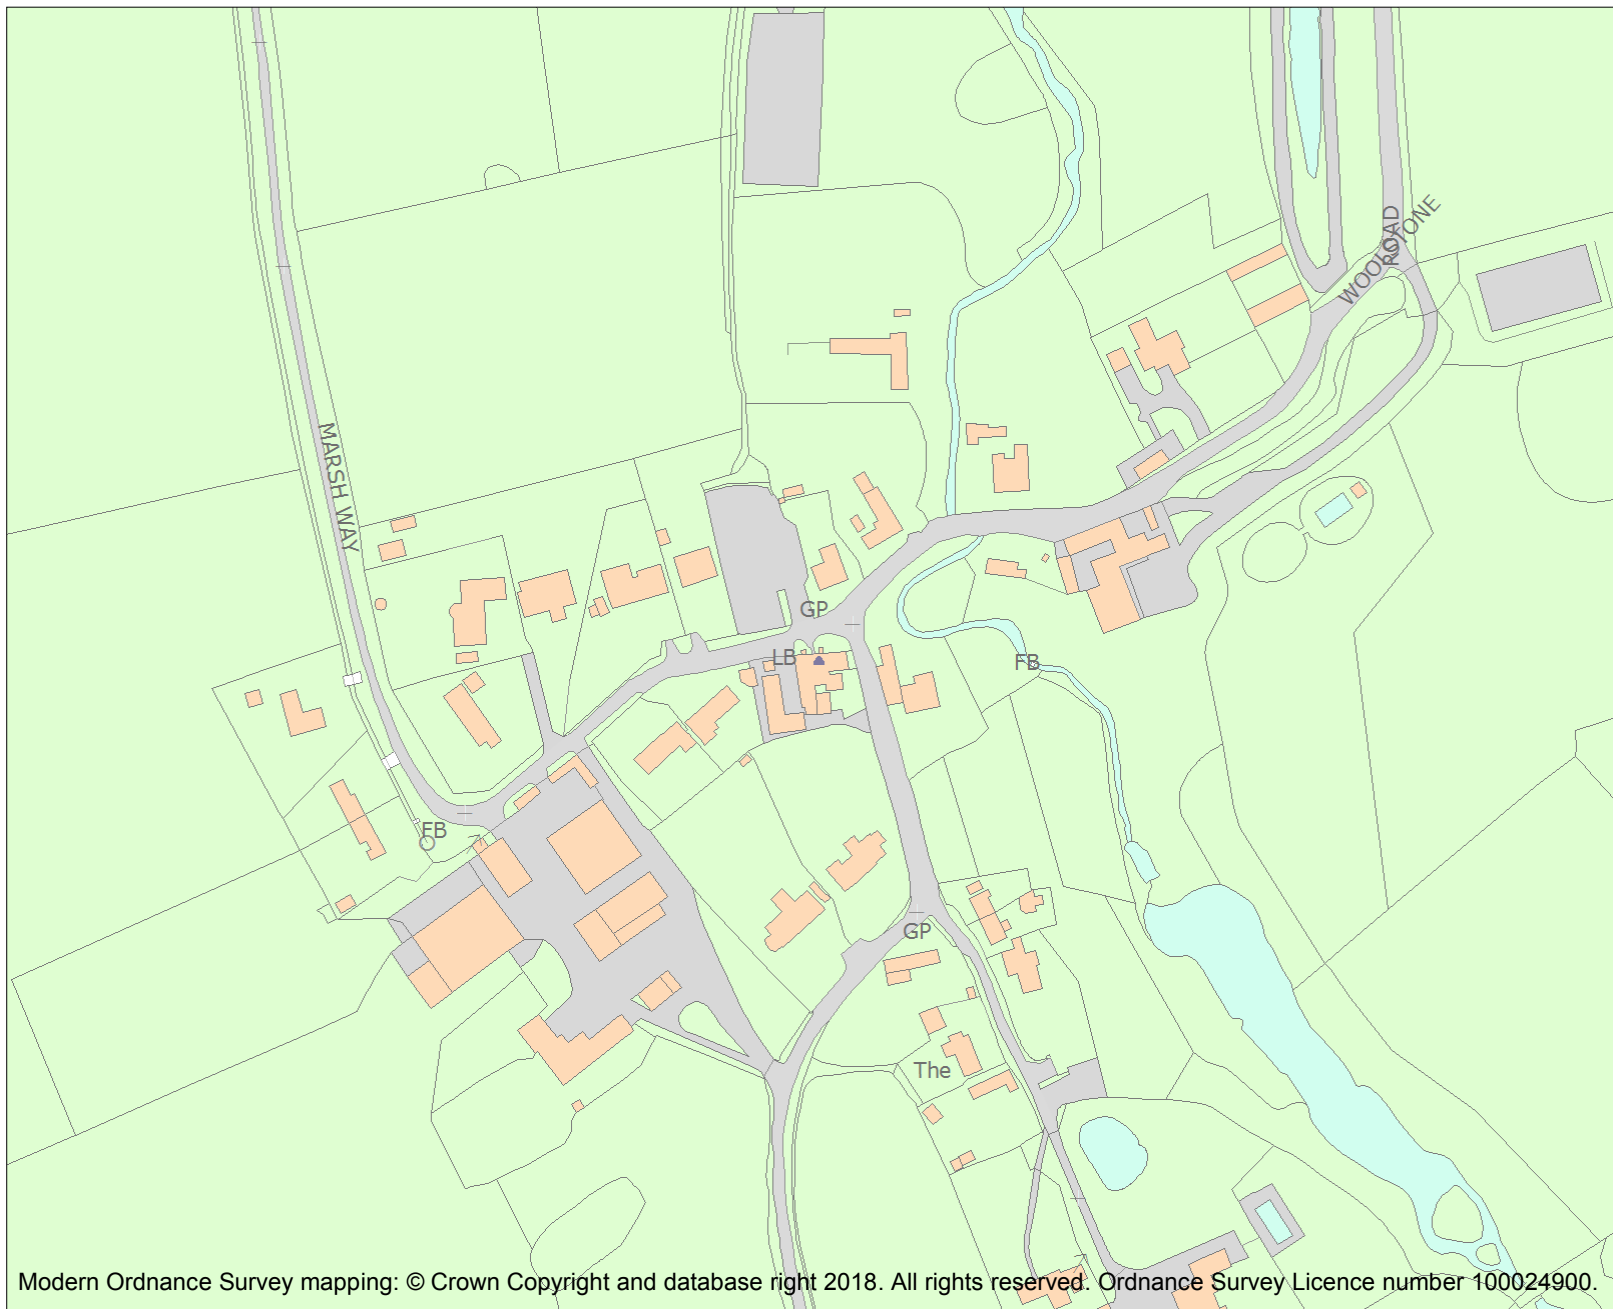 WOOLSTONE
ROAD
MARSH WAY
GP
LB
FB
FB
GP
The
Modern Ordnance Survey mapping: © Crown Copyright and database right 2018. All rights reserved. Ordnance Survey Licence number 100024900.